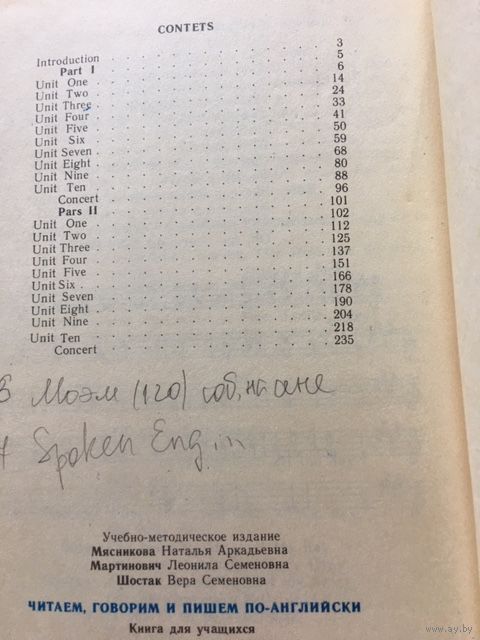 CONTETS
Introduction 3
Part I 5
Unit One 6
Unit Two 14
Unit Three 24
Unit Four 33
Unit Five 41
Unit Six 50
Unit Seven 59
Unit Eight 68
Unit Nine 80
Unit Ten 88
Concert 96
Pars II 101
Unit One 102
Unit Two 112
Unit Three 125
Unit Four 137
Unit Five 151
Unit Six 166
Unit Seven 178
Unit Eight 190
Unit Nine 204
Unit Ten 218
Concert 235
Моэм
Spoken Eng
Учебно-методическое издание
Мясникова Наталья Аркадьевна
Мартинович Леонила Семеновна
Шостак Вера Семеновна
ЧИТАЕМ, ГОВОРИМ И ПИШЕМ ПО-АНГЛИЙСКИ
Книга для учащихся
www.ay.by